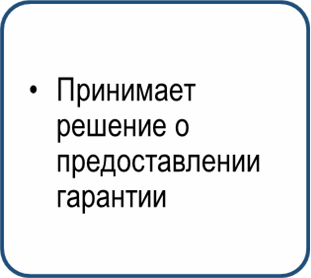 • Принимает
решение о
предоставлении
гарантии